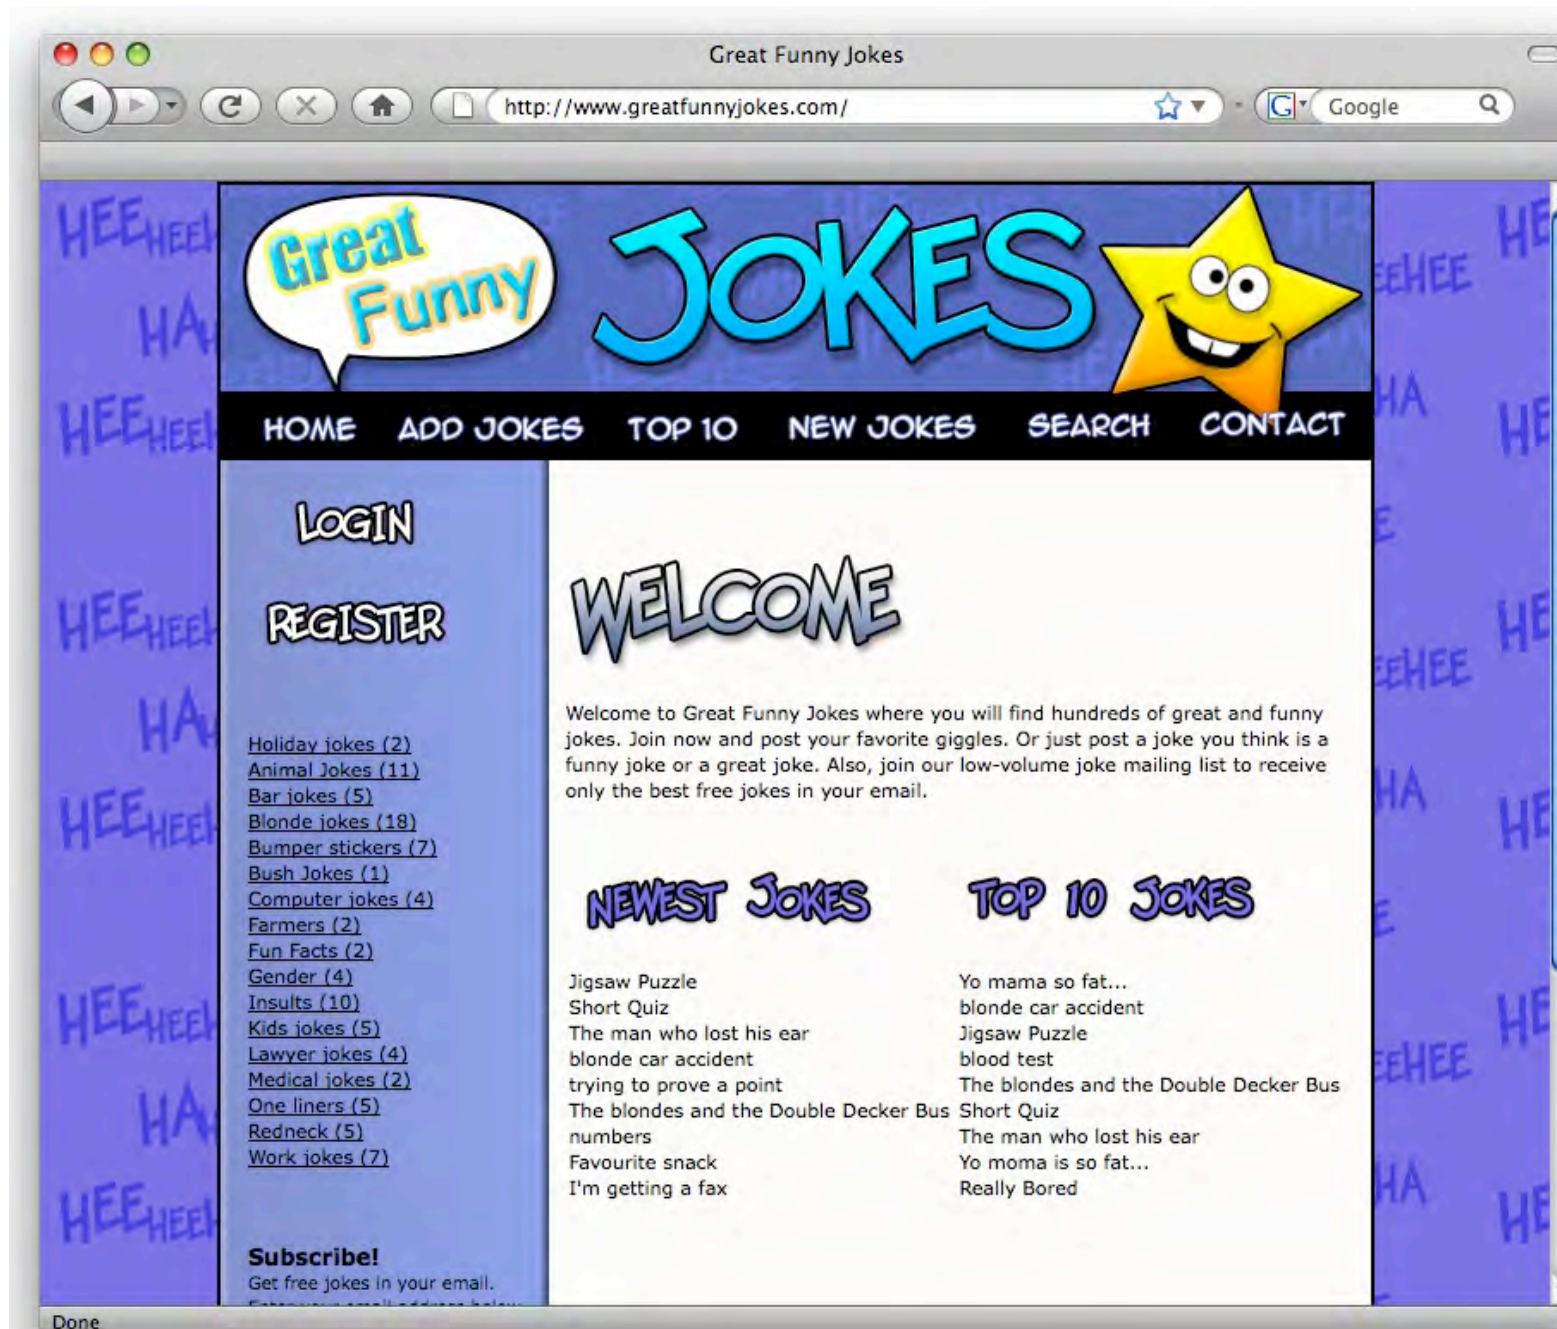 Great Funny Jokes
http://www.greatfunnyjokes.com/
Google
Great
Funny
JOKES
HOME ADD JOKES TOP 10 NEW JOKES SEARCH CONTACT
LOGIN
REGISTER
Holiday jokes (2)
Animal Jokes (11)
Bar jokes (5)
Blonde jokes (18)
Bumper stickers (7)
Bush Jokes (1)
Computer jokes (4)
Farmers (2)
Fun Facts (2)
Gender (4)
Insults (10)
Kids jokes (5)
Lawyer jokes (4)
Medical jokes (2)
One liners (5)
Redneck (5)
Work jokes (7)
Subscribe!
Get free jokes in your email.
WELCOME
Welcome to Great Funny Jokes where you will find hundreds of great and funny
jokes. Join now and post your favorite giggles. Or just post a joke you think is a
funny joke or a great joke. Also, join our low-volume joke mailing list to receive
only the best free jokes in your email.
NEWEST JOKES
Jigsaw Puzzle
Short Quiz
The man who lost his ear
blonde car accident
trying to prove a point
The blondes and the Double Decker Bus
numbers
Favourite snack
I'm getting a fax
TOP 10 JOKES
Yo mama so fat...
blonde car accident
Jigsaw Puzzle
blood test
The blondes and the Double Decker Bus
Short Quiz
The man who lost his ear
Yo moma is so fat...
Really Bored
Done